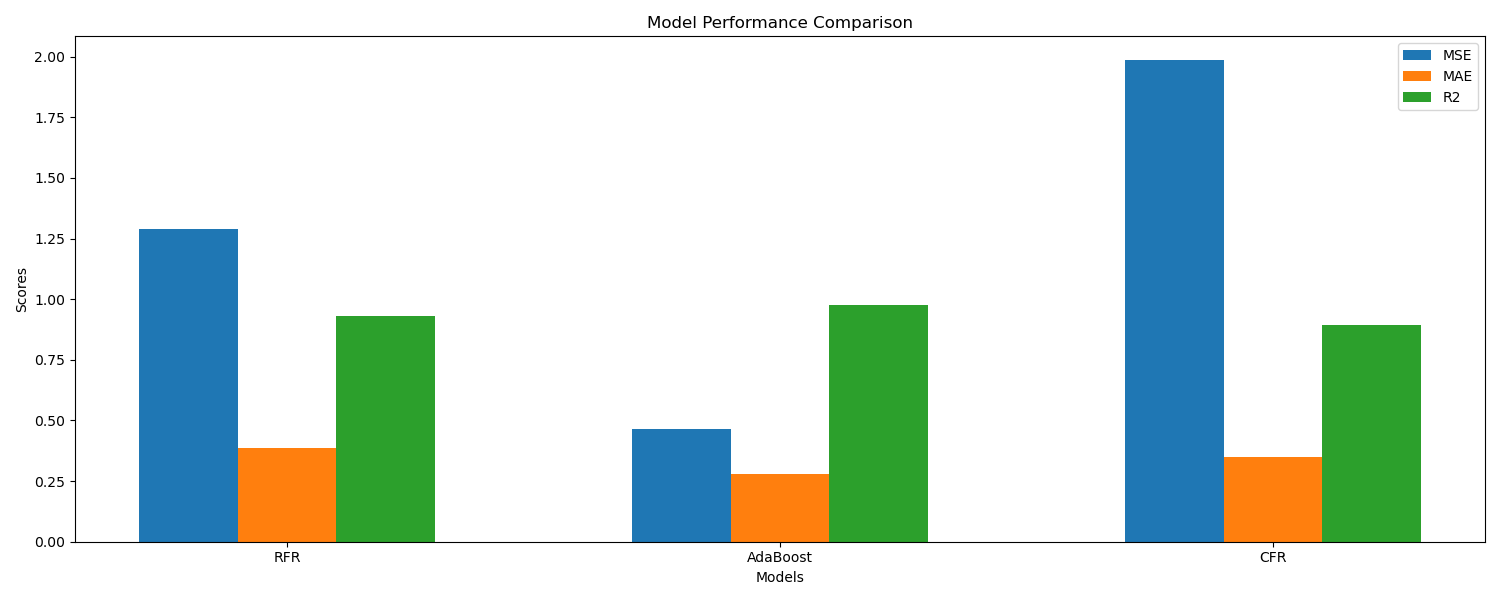 Model Performance Comparison
MSE
MAE
R2
2.00
1.75
1.50
1.25
1.00
0.75
0.50
0.25
0.00
Scores
RFR AdaBoost CFR
Models